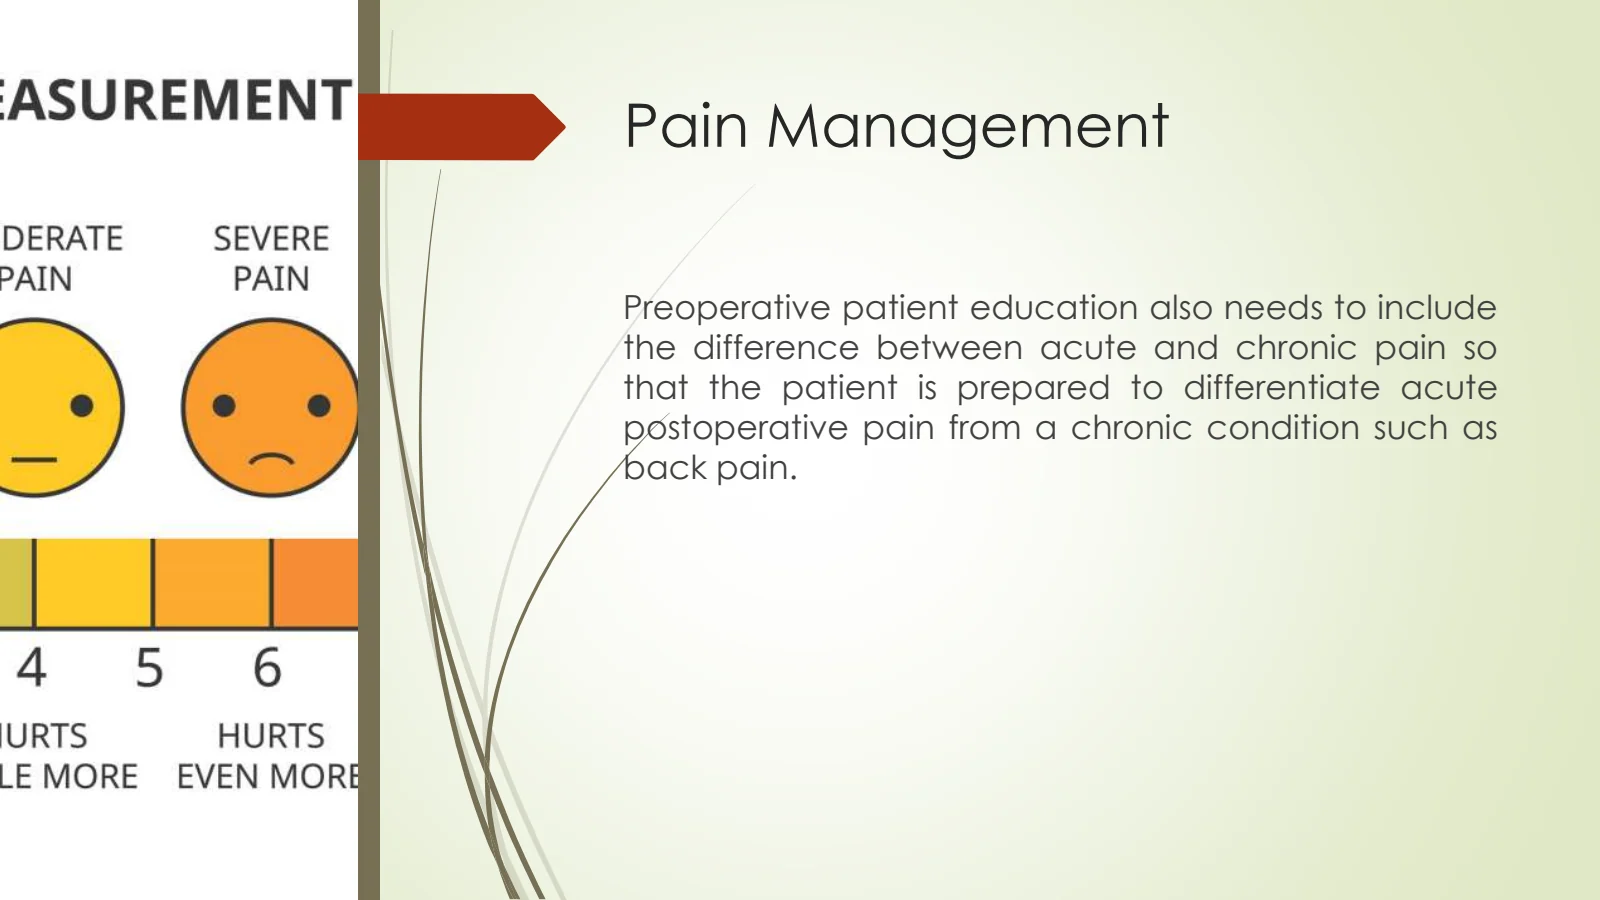 EASUREMENT
DERATE
PAIN
SEVERE
PAIN
4 5 6
URTS
LE MORE
HURTS
EVEN MORE
Pain Management
Preoperative patient education also needs to include
the difference between acute and chronic pain so
that the patient is prepared to differentiate acute
postoperative pain from a chronic condition such as
back pain.